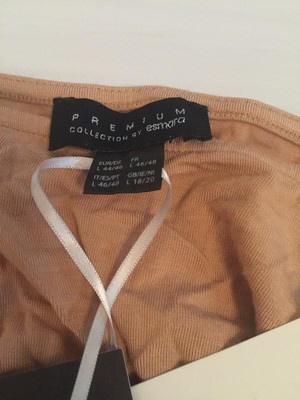 PREMIUM
COLLECTION BY esmara
EUR/DE FR
L 44/46 L 46/48
IT/ES/PT GB/IE/NI
L 46/48 L 18/20